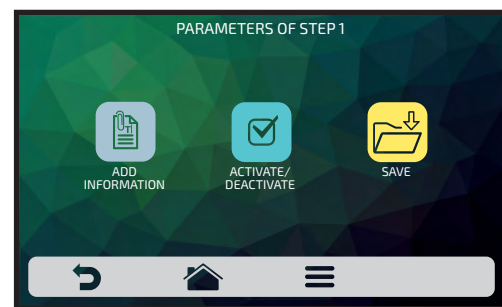 PARAMETERS OF STEP 1
ADD
INFORMATION
ACTIVATE/
DEACTIVATE
SAVE